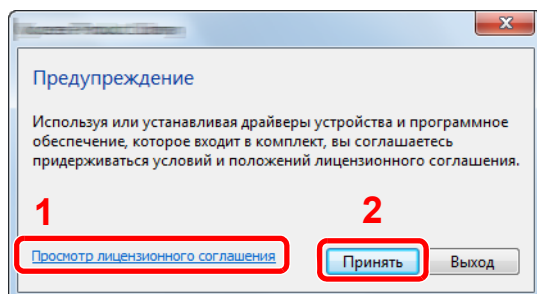 Предупреждение
Используя или устанавливая драйверы устройства и программное
обеспечение, которое входит в комплект, вы соглашаетесь
придерживаться условий и положений лицензионного соглашения.
1
2
Просмотр лицензионного соглашения
Принять
Выход